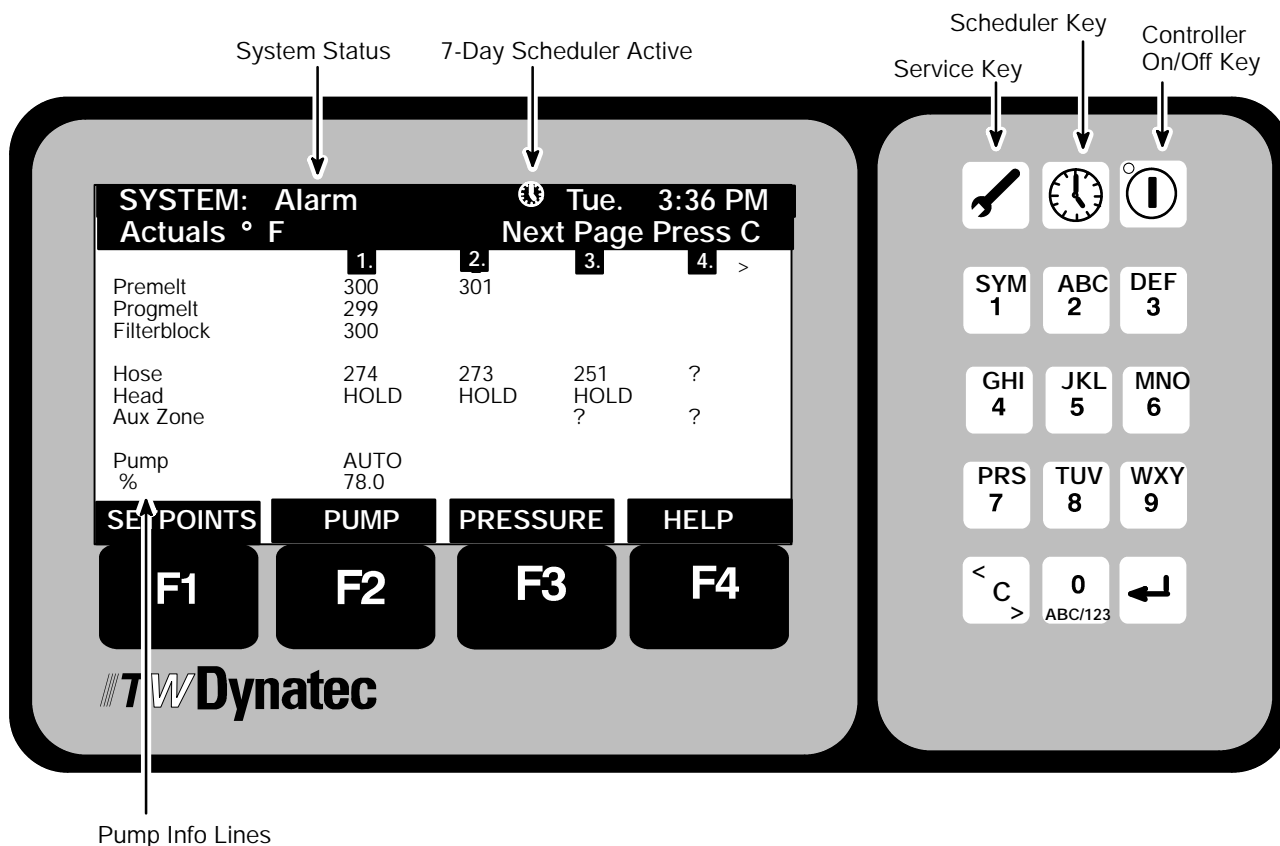 Scheduler Key
Controller
On/Off Key
System Status
7-Day Scheduler Active
Service Key
SYSTEM: Alarm Tue. 3:36 PM
Actuals ° F Next Page Press C
1. 2. 3. 4. >
Premelt 300 301
Progmelt 299
Filterblock 300
Hose 274 273 251 ?
Head HOLD HOLD HOLD
Aux Zone ? ?
Pump AUTO
% 78.0
SETPOINTS PUMP PRESSURE HELP
F1 F2 F3 F4
ITWDynatec
SYM ABC DEF
1 2 3
GHI JKL MNO
4 5 6
PRS TUV WXY
7 8 9
< C > 0
ABC/123
Pump Info Lines